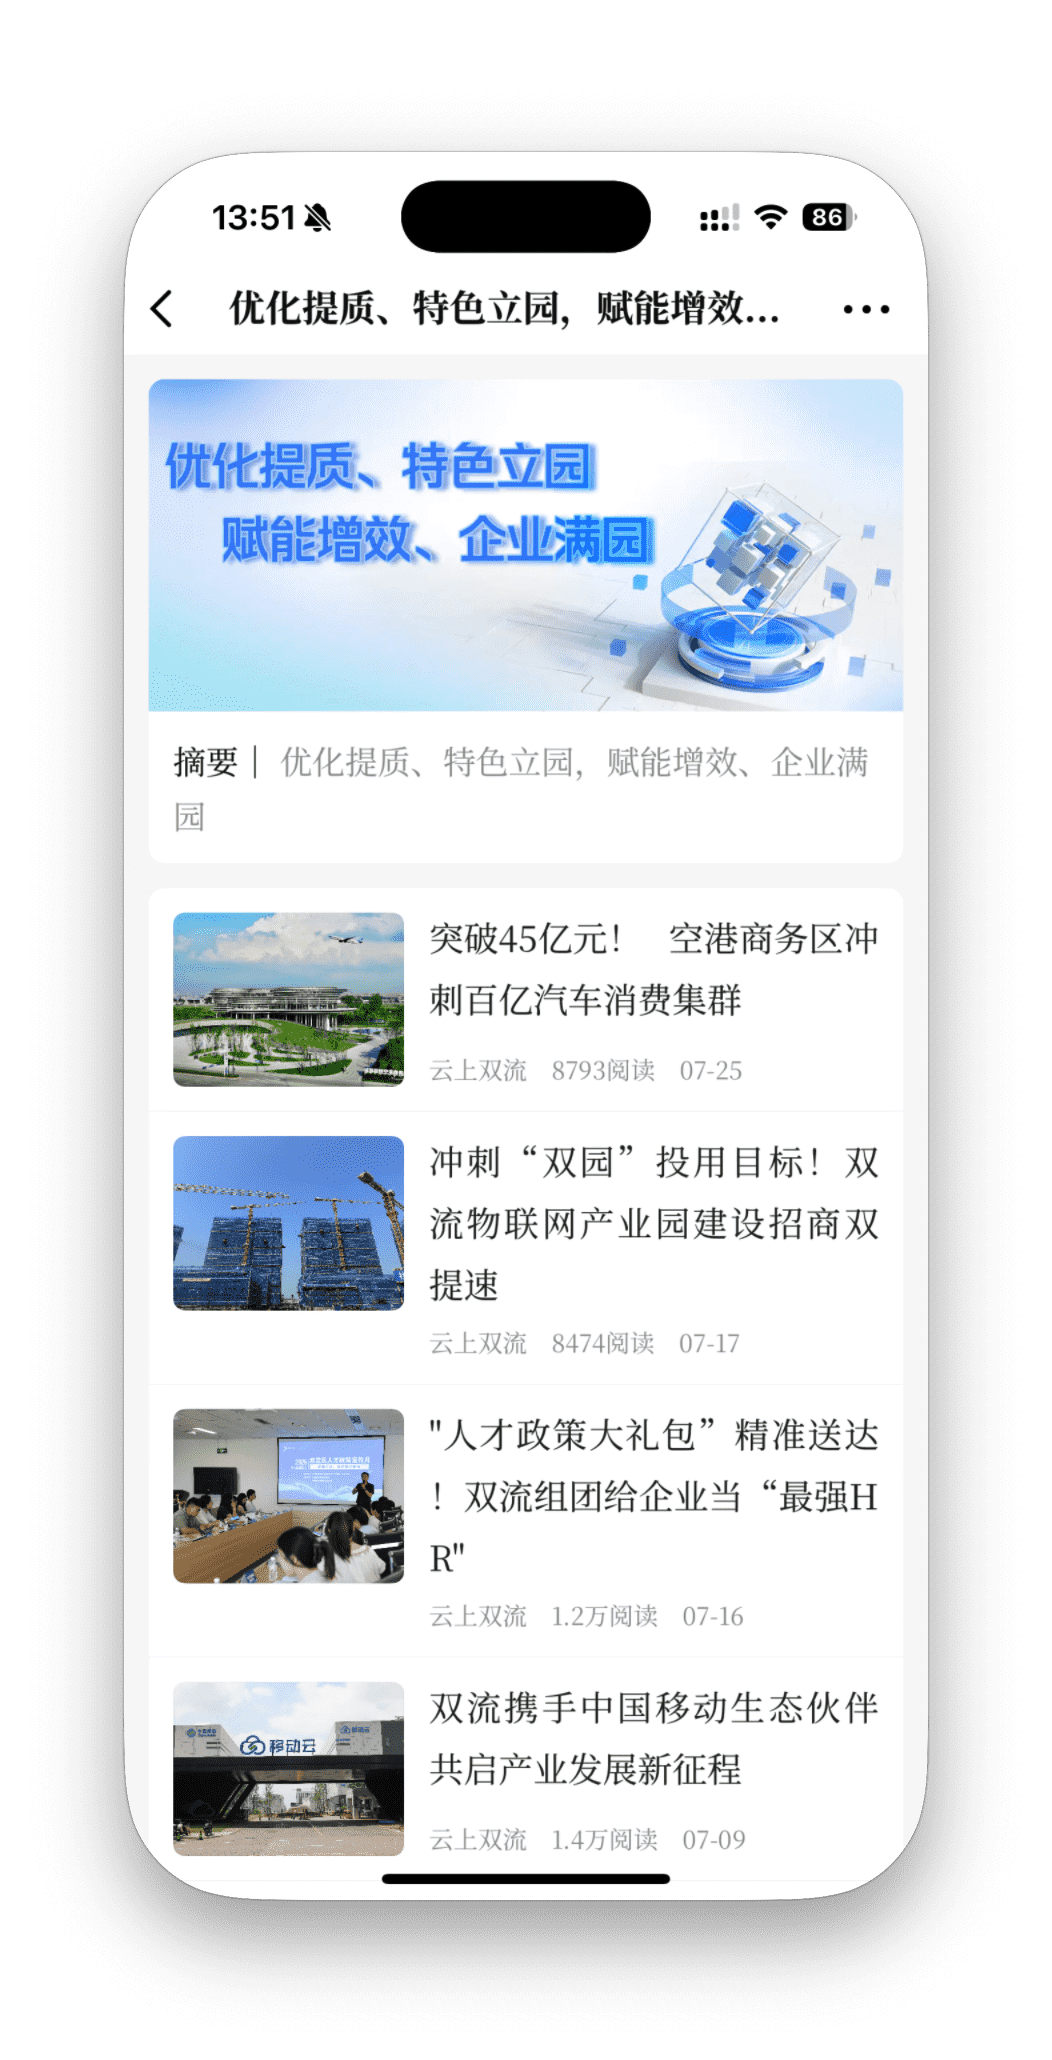 13:51
86
优化提质、特色立园，赋能增效...
优化提质、特色立园
赋能增效、企业满园
摘要｜ 优化提质、特色立园，赋能增效、企业满
园
突破45亿元！ 空港商务区冲
刺百亿汽车消费集群
云上双流 8793阅读 07-25
冲刺“双园”投用目标！双
流物联网产业园建设招商双
提速
云上双流 8474阅读 07-17
"人才政策大礼包”精准送达
！双流组团给企业当“最强H
R"
云上双流 1.2万阅读 07-16
移动云
双流携手中国移动生态伙伴
共启产业发展新征程
云上双流 1.4万阅读 07-09